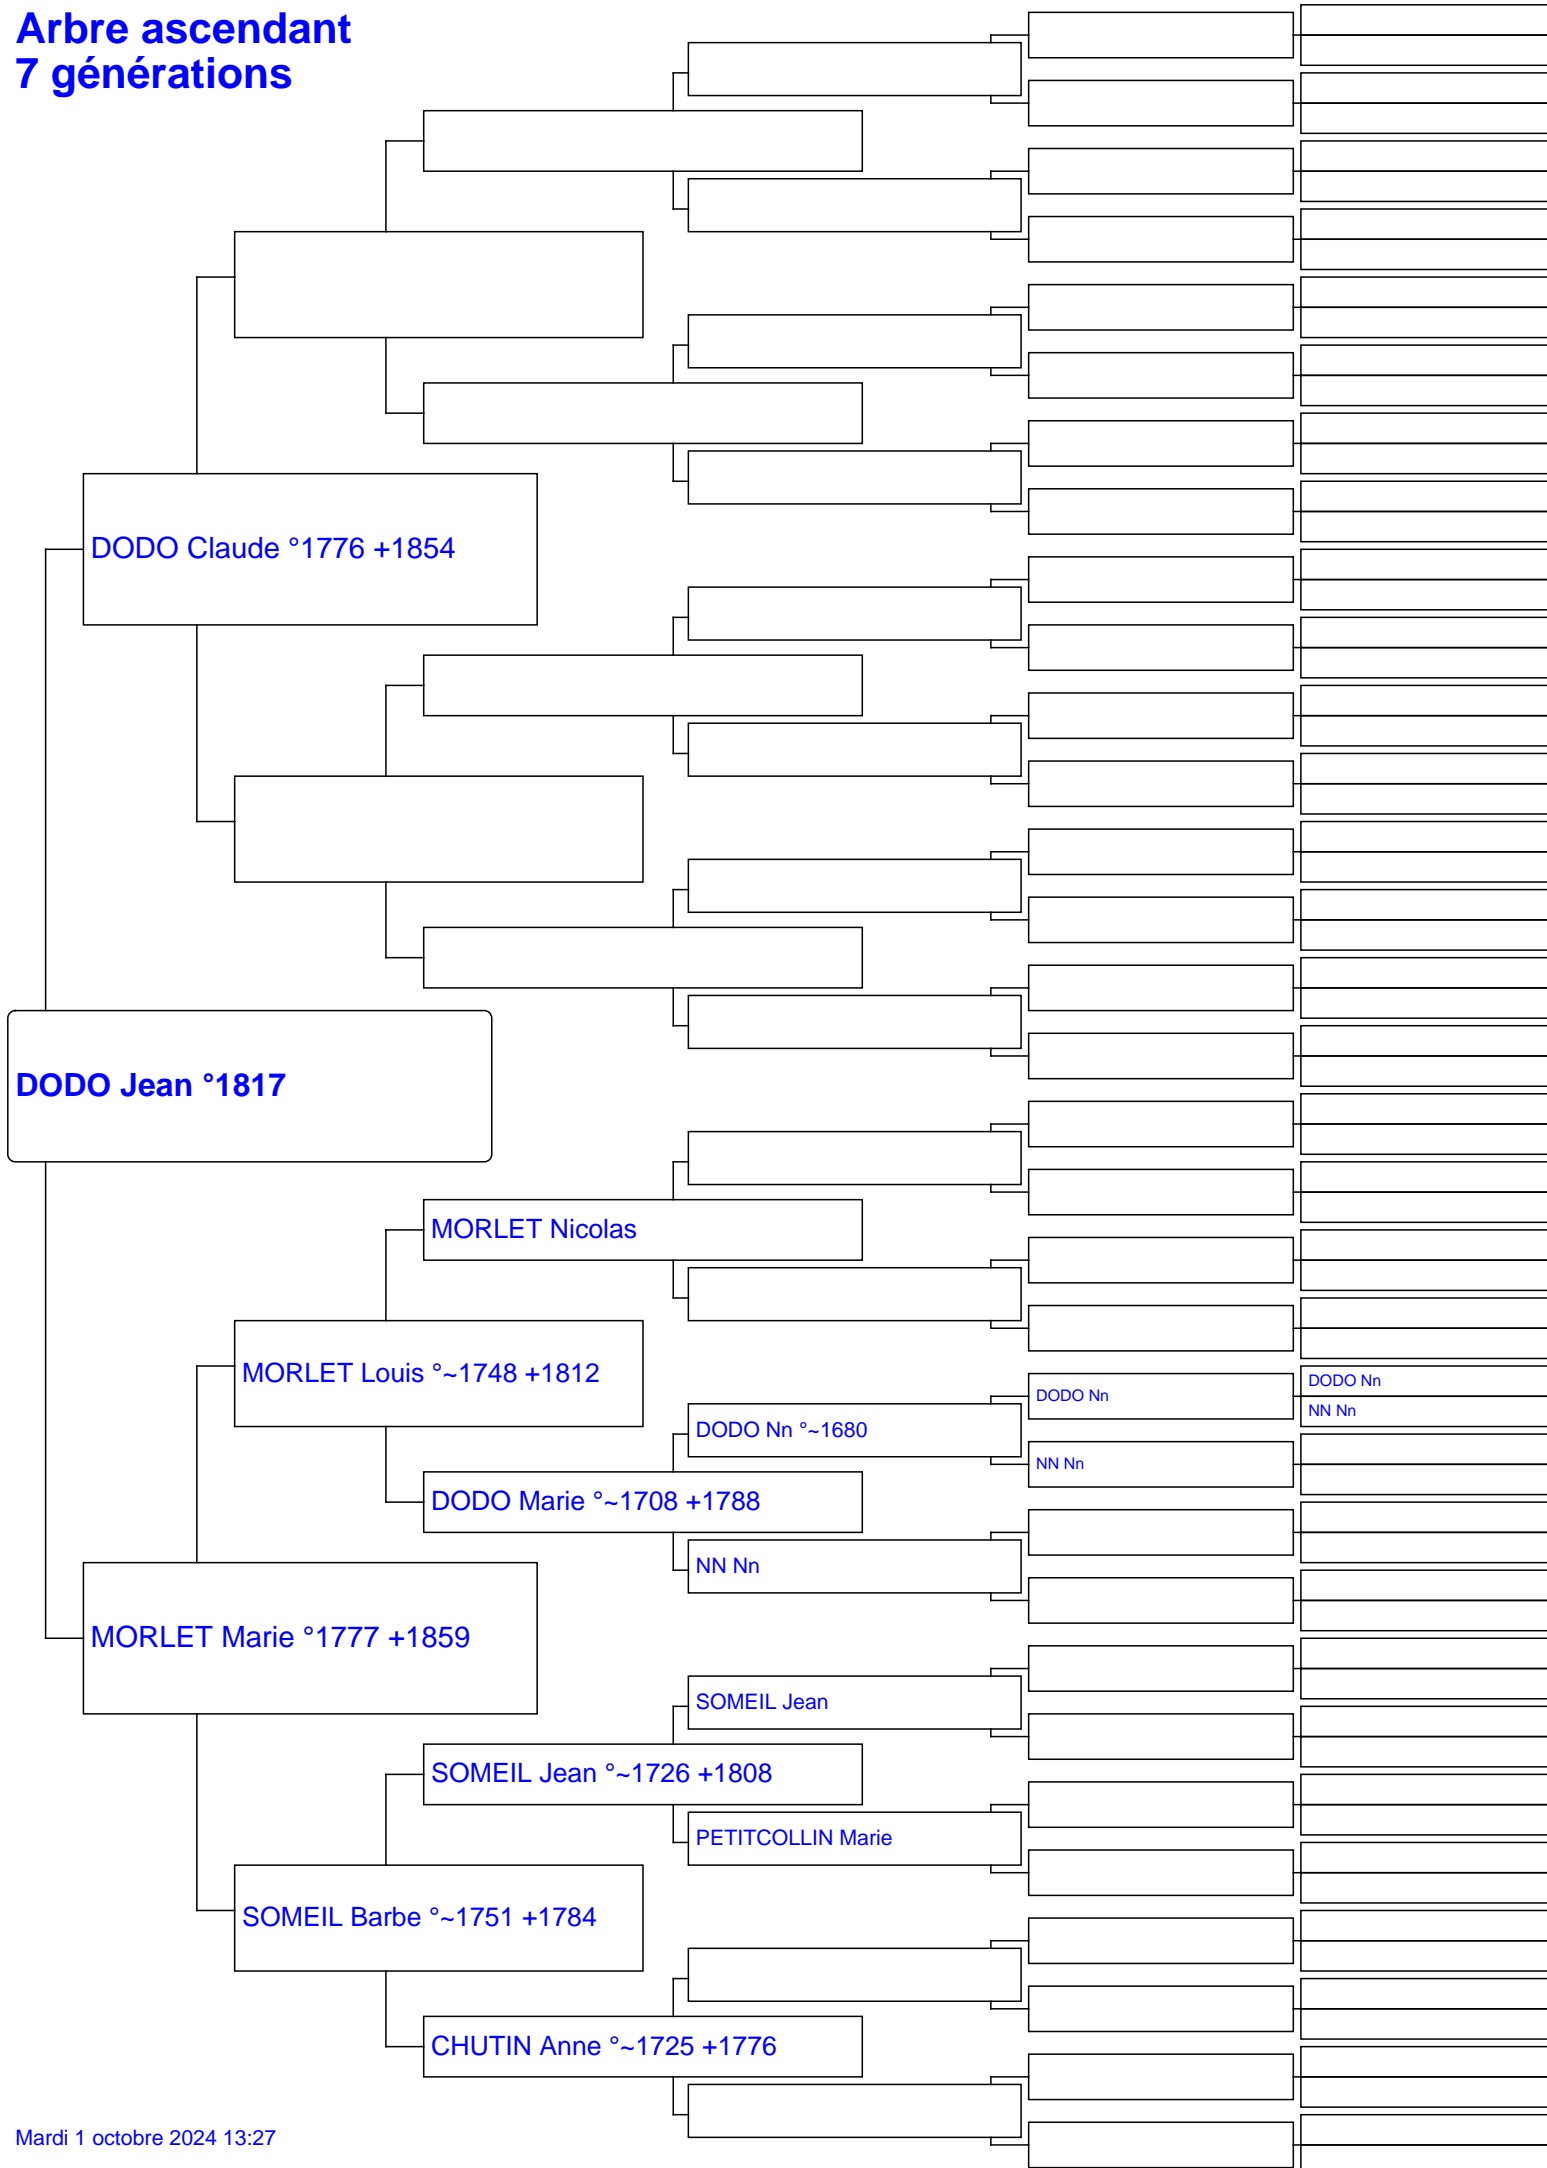 Arbre ascendant
7 générations
DODO Claude °1776 +1854
DODO Jean °1817
MORLET Nicolas
MORLET Louis °~1748 +1812
DODO Nn
DODO Nn
NN Nn
DODO Nn °~1680
NN Nn
DODO Marie °~1708 +1788
NN Nn
MORLET Marie °1777 +1859
SOMEIL Jean
SOMEIL Jean °~1726 +1808
PETITCOLLIN Marie
SOMEIL Barbe °~1751 +1784
CHUTIN Anne °~1725 +1776
Mardi 1 octobre 2024 13:27